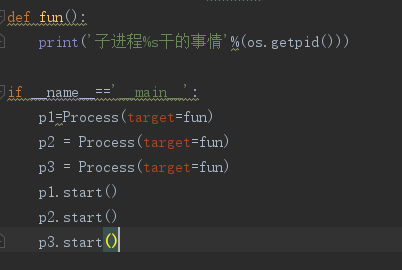 def fun():
    print('子进程%s干的事情'%(os.getpid()))
if __name__=='__main__':
    p1=Process(target=fun)
    p2 = Process(target=fun)
    p3 = Process(target=fun)
    p1.start()
    p2.start()
    p3.start()